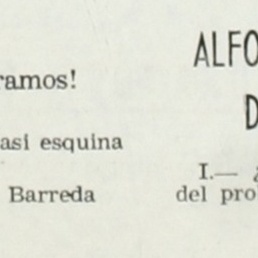 ramos!
asi esquina
Barreda
ALFO
D
I.— ¿
del pro